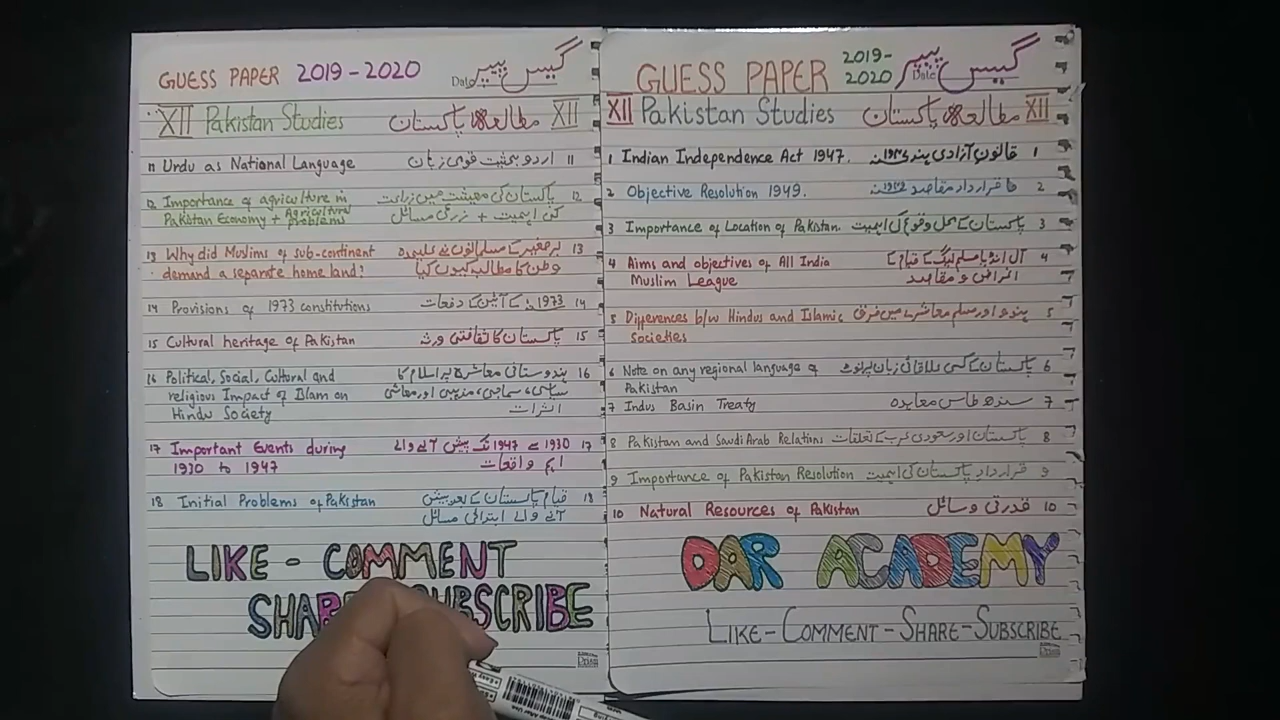 GUESS PAPER 2019-2020 گیس پیپر
Date
XII Pakistan Studies مطالعہ پاکستان XII
11 Urdu as National Language اردو بحیثیت قومی زبان 11
12 Importance of agriculture in پاکستان کی معیشت میں زراعت 12
Pakistan Economy + Agricultural problems کی اہمیت + زرعی مسائل
13 Why did Muslims of sub-continent برصغیر کے مسلمانوں نے علیحدہ 13
demand a separate home land? وطن کا مطالبہ کیوں کیا
14 Provisions of 1973 constitutions 1973ء کے آئین کے دفعات 14
15 Cultural heritage of Pakistan پاکستان کا ثقافتی ورثہ 15
16 Political, Social, Cultural and ہندوستانی معاشرہ پر اسلام کا 16
religious Impact of Islam on سیاسی، سماجی، مذہبی اور معاشی
Hindu Society اثرات
17 Important Events during 1930 سے 1947 تک پیش آنے والے 17
1930 to 1947 اہم واقعات
18 Initial Problems of Pakistan قیام پاکستان کے بعد پیش 18
آنے والے ابتدائی مسائل
LIKE - COMMENT
SHARE SUBSCRIBE
Prism
GUESS PAPER 2019-2020 گیس پیپر
Date
XII Pakistan Studies مطالعہ پاکستان XII
1 Indian Independence Act 1947. قانون آزادی ہند 1947ء 1
2 Objective Resolution 1949. قرارداد مقاصد 2
3 Importance of Location of Pakistan. پاکستان کے محل وقوع کی اہمیت 3
4 Aims and objectives of All India آل انڈیا مسلم لیگ کے قیام کے 4
Muslim League اغراض و مقاصد
5 Differences b/w Hindus and Islamic ہندو اور مسلم معاشرے میں فرق 5
Societies
6 Note on any regional language of پاکستان کے کسی علاقائی زبان پر نوٹ 6
Pakistan
7 Indus Basin Treaty سندھ طاس معاہدہ 7
8 Pakistan and Saudi Arab Relations پاکستان اور سعودی عرب کے تعلقات 8
9 Importance of Pakistan Resolution قرارداد پاکستان کی اہمیت 9
10 Natural Resources of Pakistan قدرتی وسائل 10
DAR ACADEMY
LIKE-COMMENT-SHARE-SUBSCRIBE
Prism